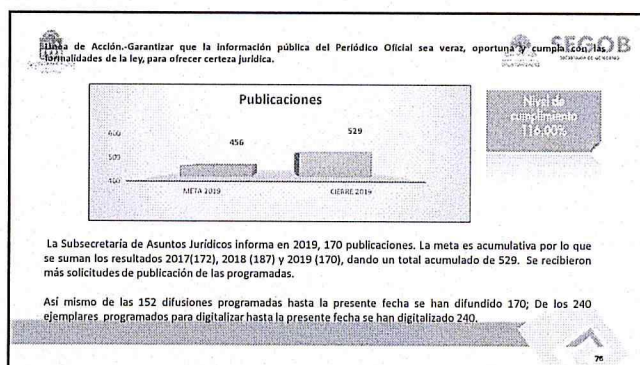 Línea de Acción.-Garantizar que la información pública del Periódico Oficial sea veraz, oportuna y cumpla con las
formalidades de la ley, para ofrecer certeza jurídica.
SEGOB
SECRETARÍA DE GOBIERNO
Publicaciones
Nivel de
cumplimiento
116.00%
600
500
400
456
529
META 2019
CIERRE 2019
La Subsecretaría de Asuntos Jurídicos informa en 2019, 170 publicaciones. La meta es acumulativa por lo que
se suman los resultados 2017(172), 2018 (187) y 2019 (170), dando un total acumulado de 529. Se recibieron
más solicitudes de publicación de las programadas.
Así mismo de las 152 difusiones programadas hasta la presente fecha se han difundido 170; De los 240
ejemplares programados para digitalizar hasta la presente fecha se han digitalizado 240.
76